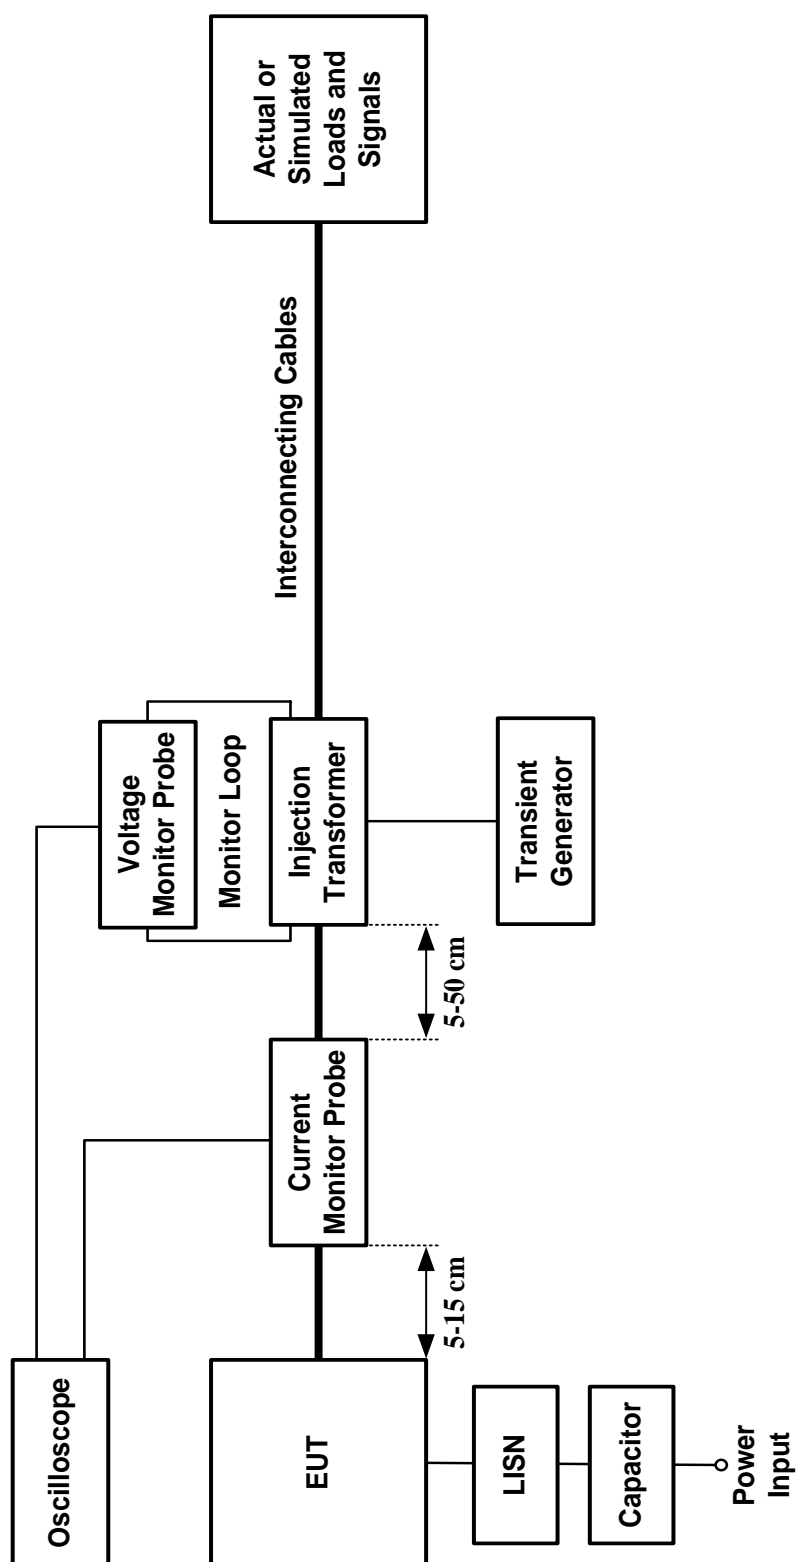 Oscilloscope
Voltage
Monitor Probe
Monitor Loop
EUT
5-15 cm
Current
Monitor Probe
5-50 cm
Injection
Transformer
Interconnecting Cables
Actual or
Simulated
Loads and
Signals
LISN
Capacitor
Power
Input
Transient
Generator